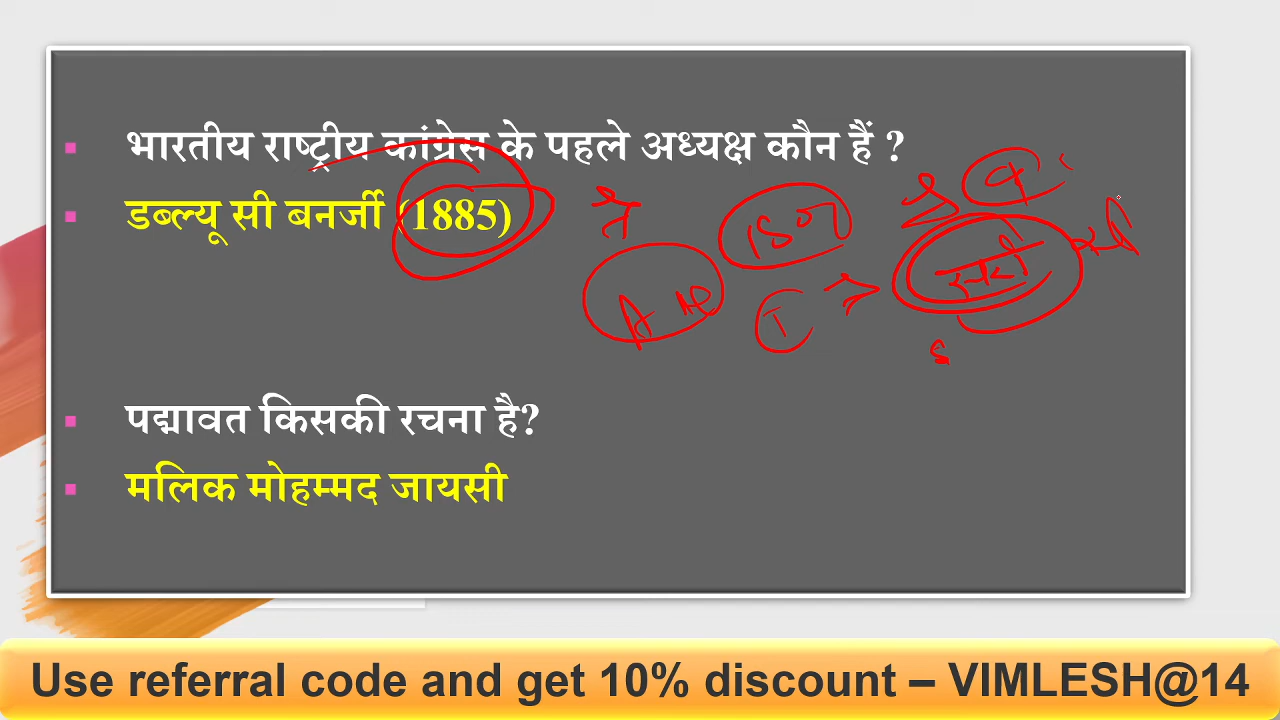 भारतीय राष्ट्रीय कांग्रेस के पहले अध्यक्ष कौन हैं ?
डब्ल्यू सी बनर्जी (1885)
पद्मावत किसकी रचना है?
मलिक मोहम्मद जायसी
Use referral code and get 10% discount – VIMLESH@14